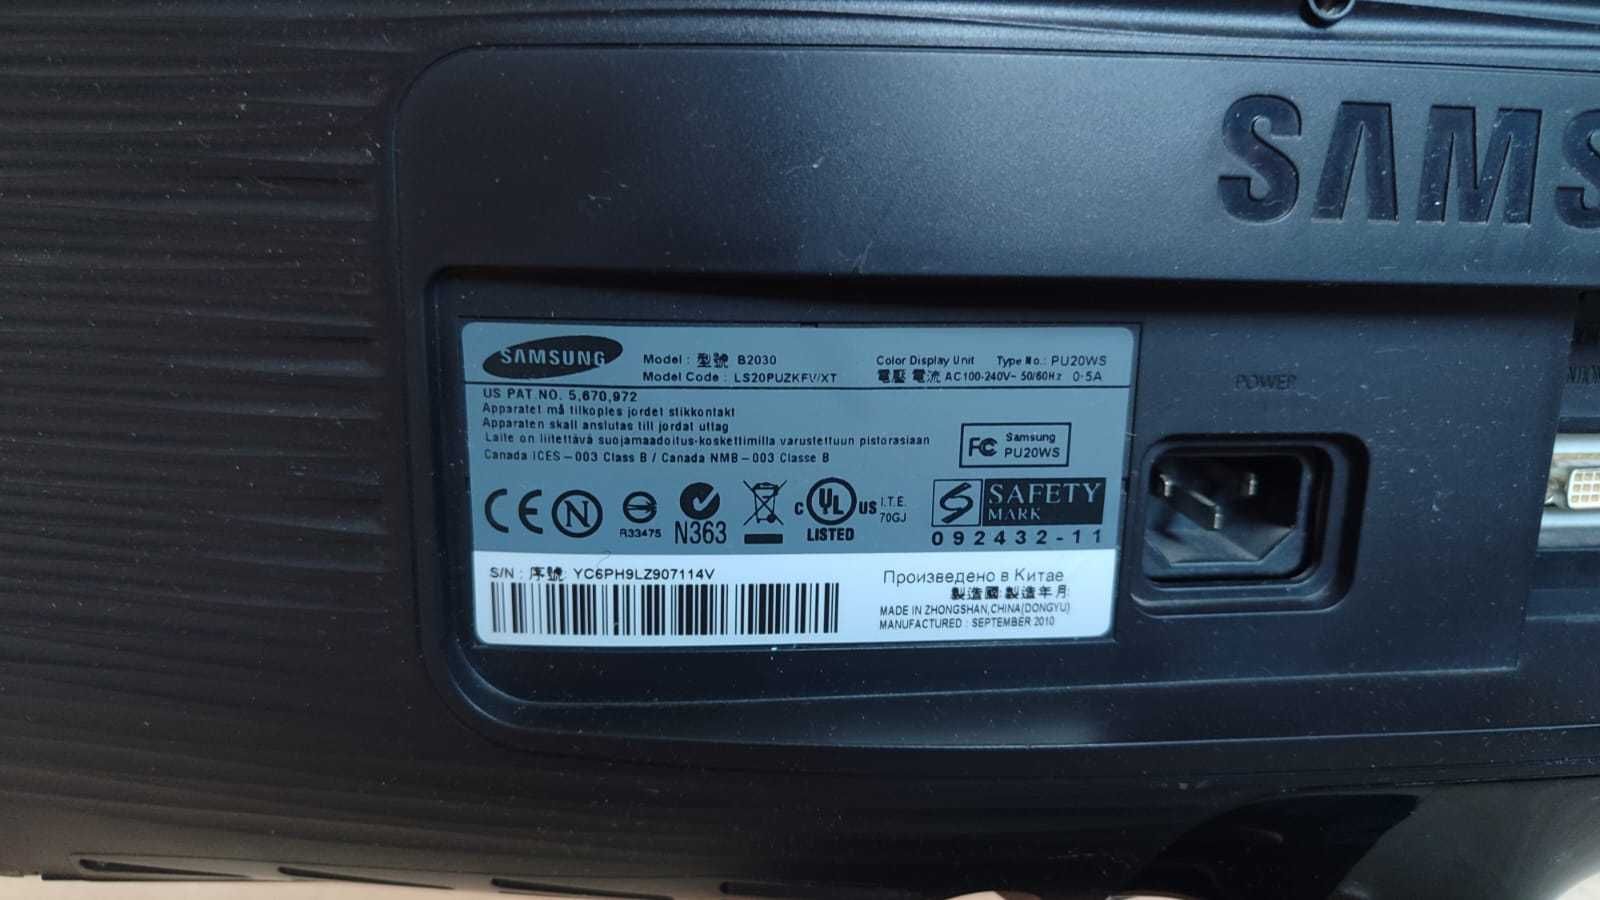 SAMS
SAMSUNG
Model : 型號 B2030
Model Code : LS20PUZKFV/XT
Color Display Unit Type No.: PU20WS
電壓 電流 AC100-240V~ 50/60Hz 0.5A
US PAT NO. 5,670,972
Apparatet må tilkoples jordet stikkontakt
Apparaten skall anslutas till jordat uttag
Laite on liitettävä suojamaadoitus-koskettimilla varustettuun pistorasiaan
Canada ICES-003 Class B / Canada NMB-003 Classe B
FC Samsung
PU20WS
CE N R33475 N363 C UL US LISTED I.T.E. 70GJ
SAFETY
MARK
092432-11
S/N : 序號: YC6PH9LZ907114V
Произведено в Китае
製造國:製造年月:
MADE IN ZHONGSHAN,CHINA(DONGYU)
MANUFACTURED : SEPTEMBER 2010
POWER